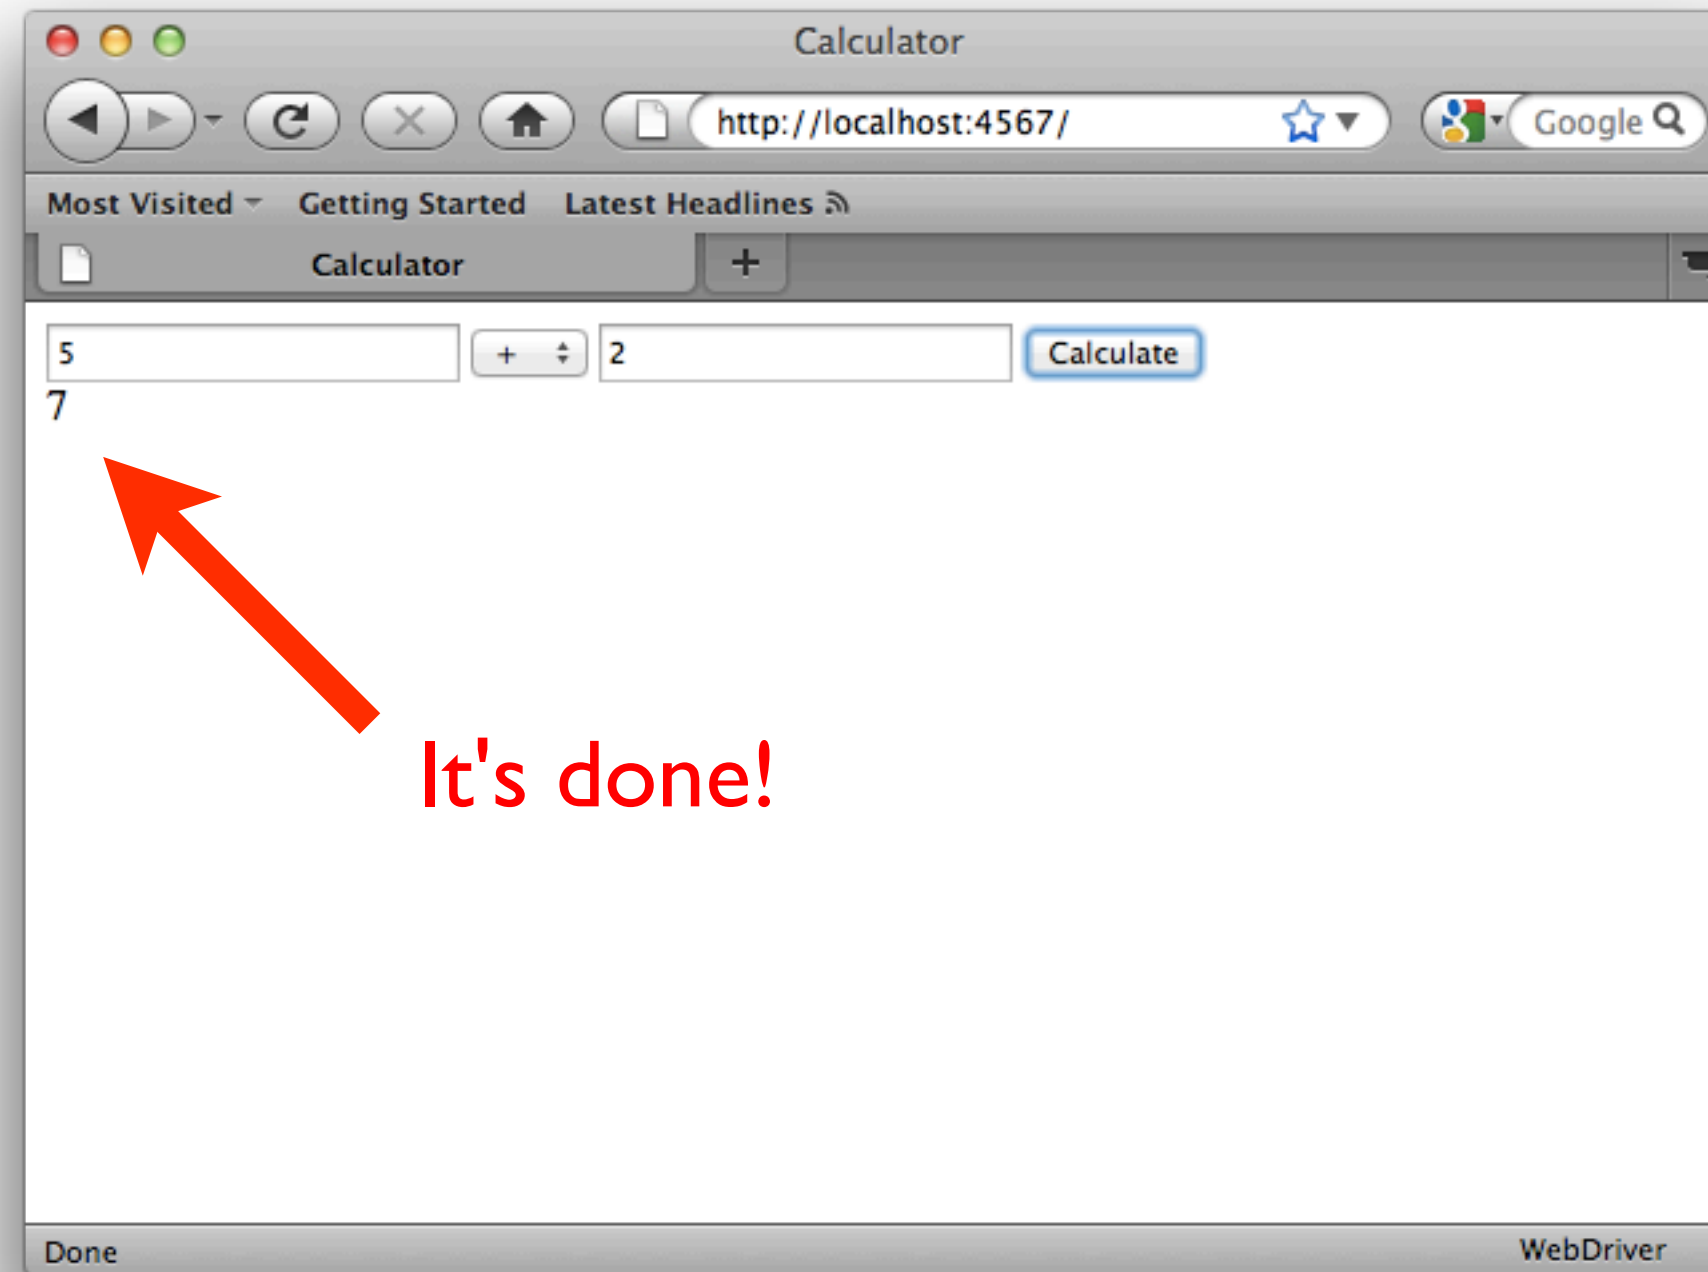 Calculator
http://localhost:4567/ Google
Most Visited Getting Started Latest Headlines
Calculator +
5 + 2 Calculate
7
It's done!
Done WebDriver